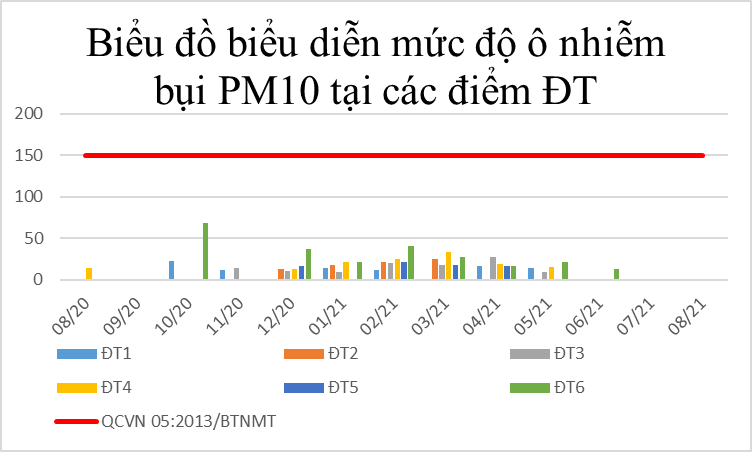 Biểu đồ biểu diễn mức độ ô nhiễm
bụi PM10 tại các điểm ĐT
200
150
100
50
0
08/20 09/20 10/20 11/20 12/20 01/21 02/21 03/21 04/21 05/21 06/21 07/21 08/21
ĐT1 ĐT2 ĐT3
ĐT4 ĐT5 ĐT6
QCVN 05:2013/BTNMT